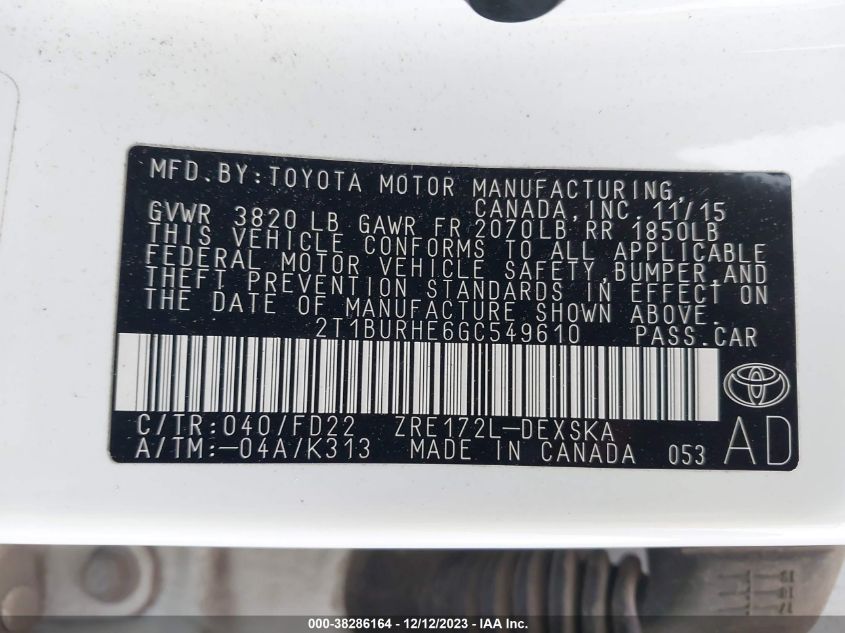 MFD.BY:TOYOTA MOTOR MANUFACTURING,
CANADA,INC. 11/15
GVWR 3820 LB GAWR FR 2070LB RR 1850LB
THIS VEHICLE CONFORMS TO ALL APPLICABLE
FEDERAL MOTOR VEHICLE SAFETY,BUMPER,AND
THEFT PREVENTION STANDARDS IN EFFECT ON
THE DATE OF MANUFACTURE SHOWN ABOVE.
2T1BURHE6GC549610 PASS.CAR
C/TR:040/FD22 ZRE172L-DEXSKA
A/TM:-04A/K313 MADE IN CANADA 053 AD
000-38286164 - 12/12/2023 - IAA Inc.